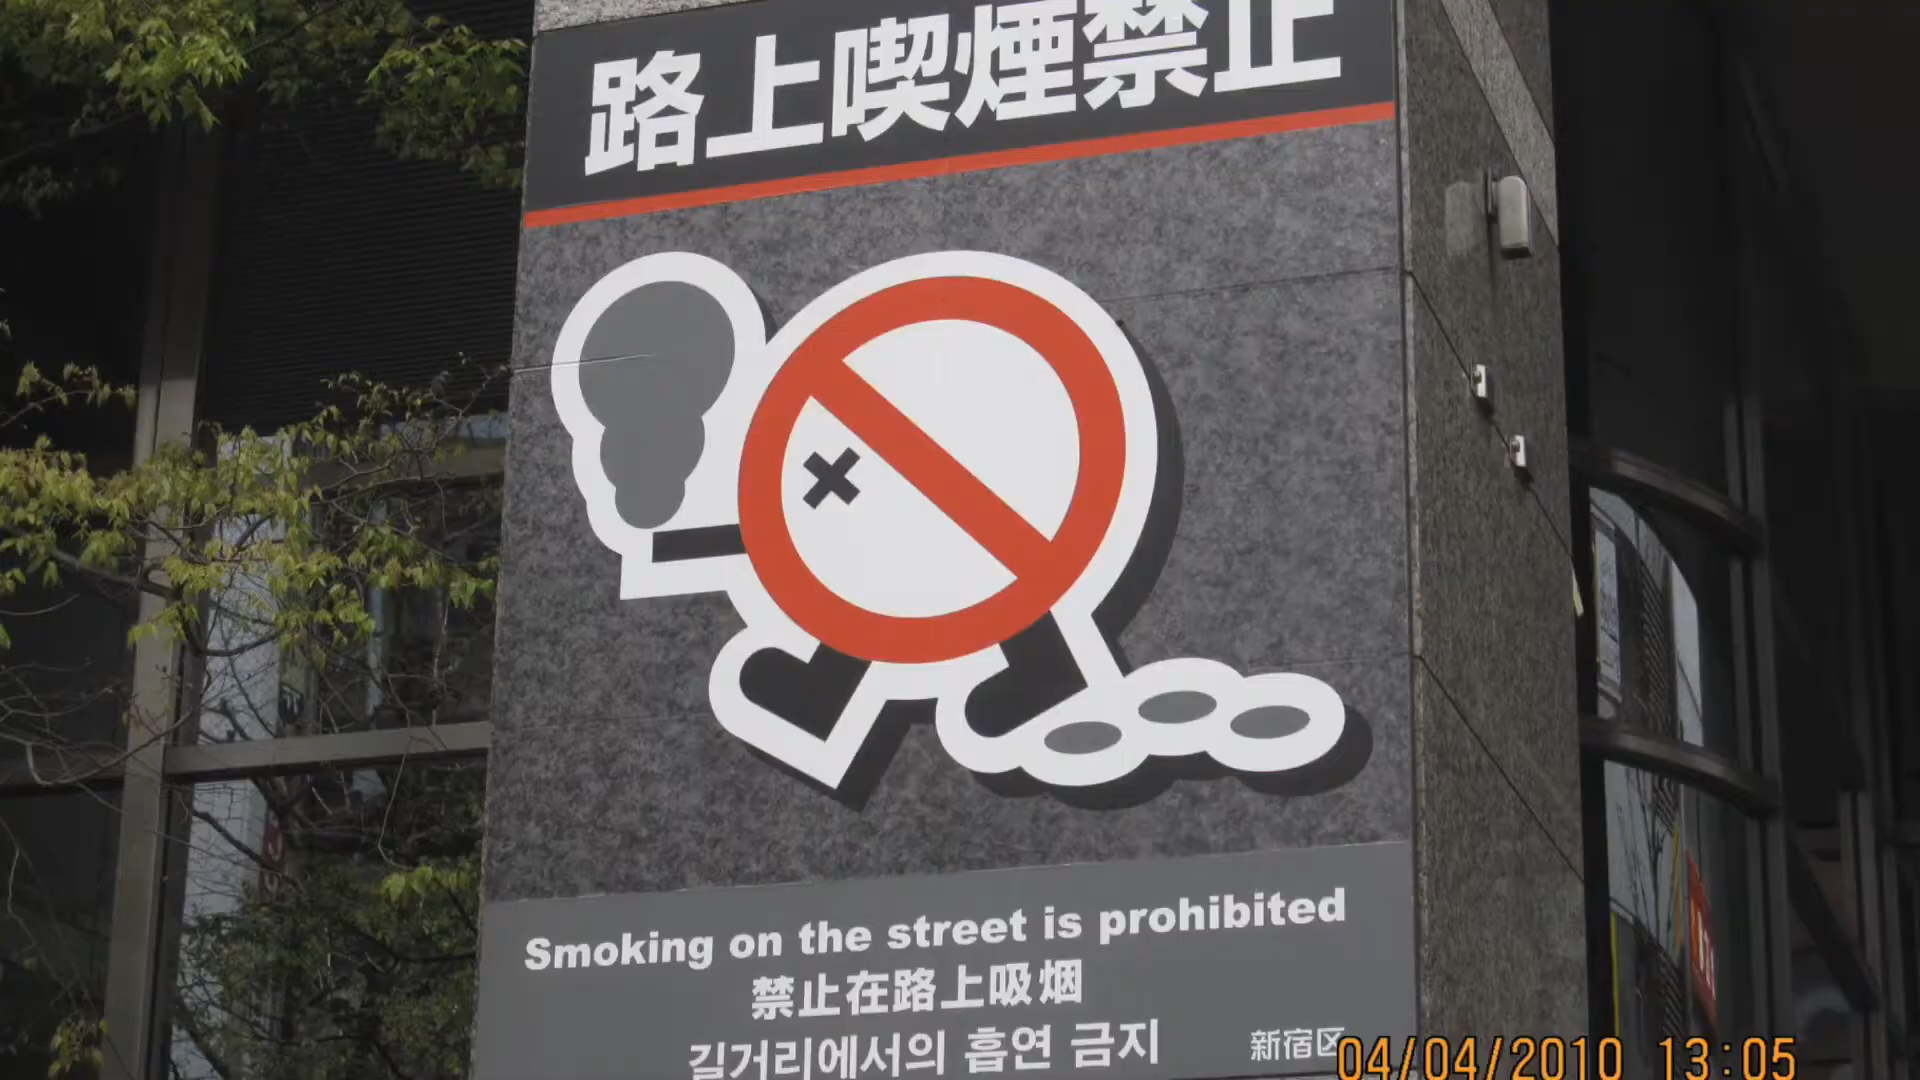 路上喫煙禁止
Smoking on the street is prohibited
禁止在路上吸烟
길거리에서의 흡연 금지
新宿区
04/04/2010 13:05